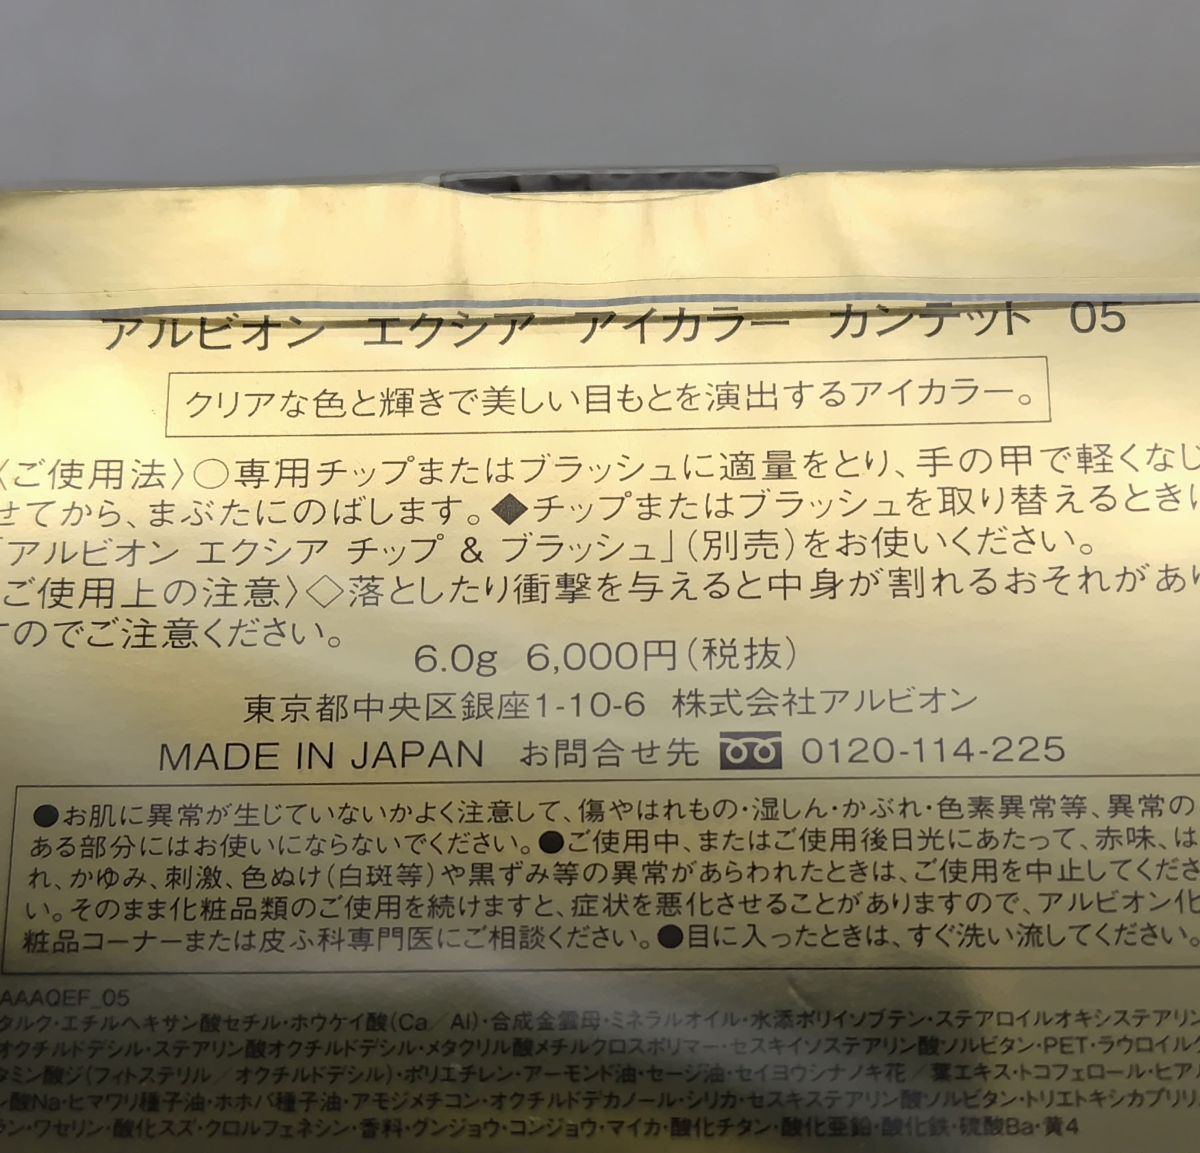 アルビオン エクシア アイカラー カンテット 05
クリアな色と輝きで美しい目もとを演出するアイカラー。
〈ご使用法〉○専用チップまたはブラッシュに適量をとり、手の甲で軽くなじ
せてから、まぶたにのばします。◆チップまたはブラッシュを取り替えるときに
「アルビオン エクシア チップ & ブラッシュ」(別売)をお使いください。
ご使用上の注意〉◇落としたり衝撃を与えると中身が割れるおそれがあり
すのでご注意ください。
6.0g 6,000円(税抜)
東京都中央区銀座1-10-6 株式会社アルビオン
MADE IN JAPAN お問合せ先 0120-114-225
●お肌に異常が生じていないかよく注意して、傷やはれもの・湿しん・かぶれ・色素異常等、異常の
ある部分にはお使いにならないでください。●ご使用中、またはご使用後日光にあたって、赤味、は
れ、かゆみ、刺激、色ぬけ(白斑等)や黒ずみ等の異常があらわれたときは、ご使用を中止してくださ
い。そのまま化粧品類のご使用を続けますと、症状を悪化させることがありますので、アルビオン化
粧品コーナーまたは皮ふ科専門医にご相談ください。●目に入ったときは、すぐ洗い流してください。
AAAQEF_05
タルク・エチルヘキサン酸セチル・ホウケイ酸(Ca/Al)・合成金雲母・ミネラルオイル・水添ポリイソブテン・ステアロイルオキシステアリン
オクチルドデシル・ステアリン酸オクチルドデシル・メタクリル酸メチルクロスポリマー・セスキイソステアリン酸ソルビタン・PET・ラウロイルグ
タミン酸ジ(フィトステリル/オクチルドデシル)・ポリエチレン・アーモンド油・セージ油・セイヨウシナノキ花/葉エキス・トコフェロール・ヒアル
ン酸Na・ヒマワリ種子油・ホホバ種子油・アモジメチコン・オクチルドデカノール・シリカ・セスキステアリン酸ソルビタン・トリエトキシカプリリ
ラン・ワセリン・酸化スズ・クロルフェネシン・香料・グンジョウ・コンジョウ・マイカ・酸化チタン・酸化亜鉛・酸化鉄・硫酸Ba・黄4